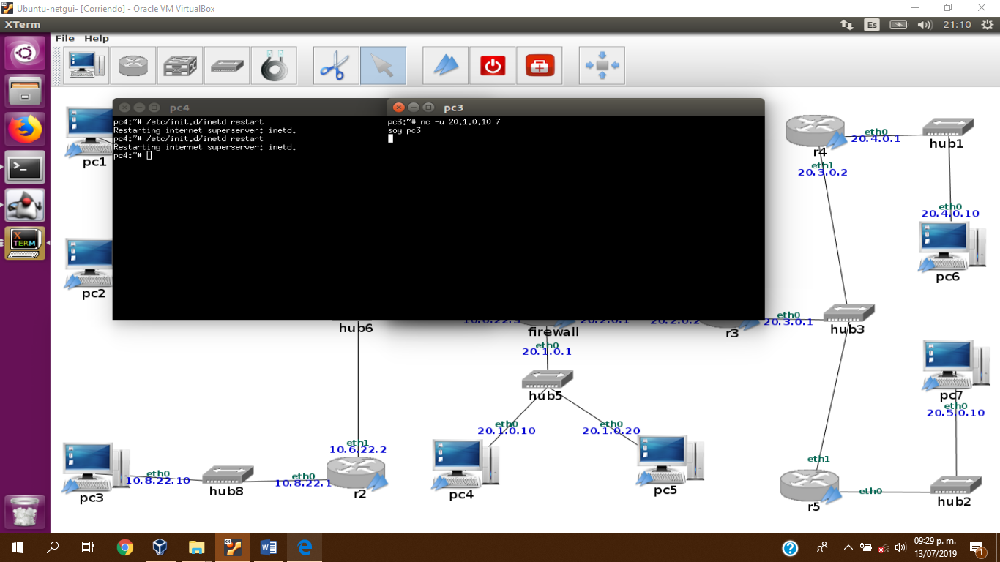 Ubuntu-netgui- [Corriendo] - Oracle VM VirtualBox
XTerm
Es
21:10
File Help
pc4
pc4:~# /etc/init.d/inetd restart
Restarting internet superserver: inetd.
pc4:~# /etc/init.d/inetd restart
Restarting internet superserver: inetd.
pc4:~#
pc3
pc3:~# nc -u 20.1.0.10 7
soy pc3
pc1
pc2
X
TERM
r4
eth0
20.4.0.1
hub1
eth1
20.3.0.2
eth0
20.4.0.10
pc6
hub6
20.2.0.1
20.2.0.2
firewall
r3
eth0
20.3.0.1
hub3
eth0
20.1.0.1
hub5
pc7
eth0
20.5.0.10
eth0
20.1.0.10
eth0
20.1.0.20
eth1
10.6.22.2
eth1
eth0
10.8.22.10
eth0
10.8.22.1
pc3
hub8
r2
pc4
pc5
r5
eth0
hub2
09:29 p. m.
13/07/2019
1